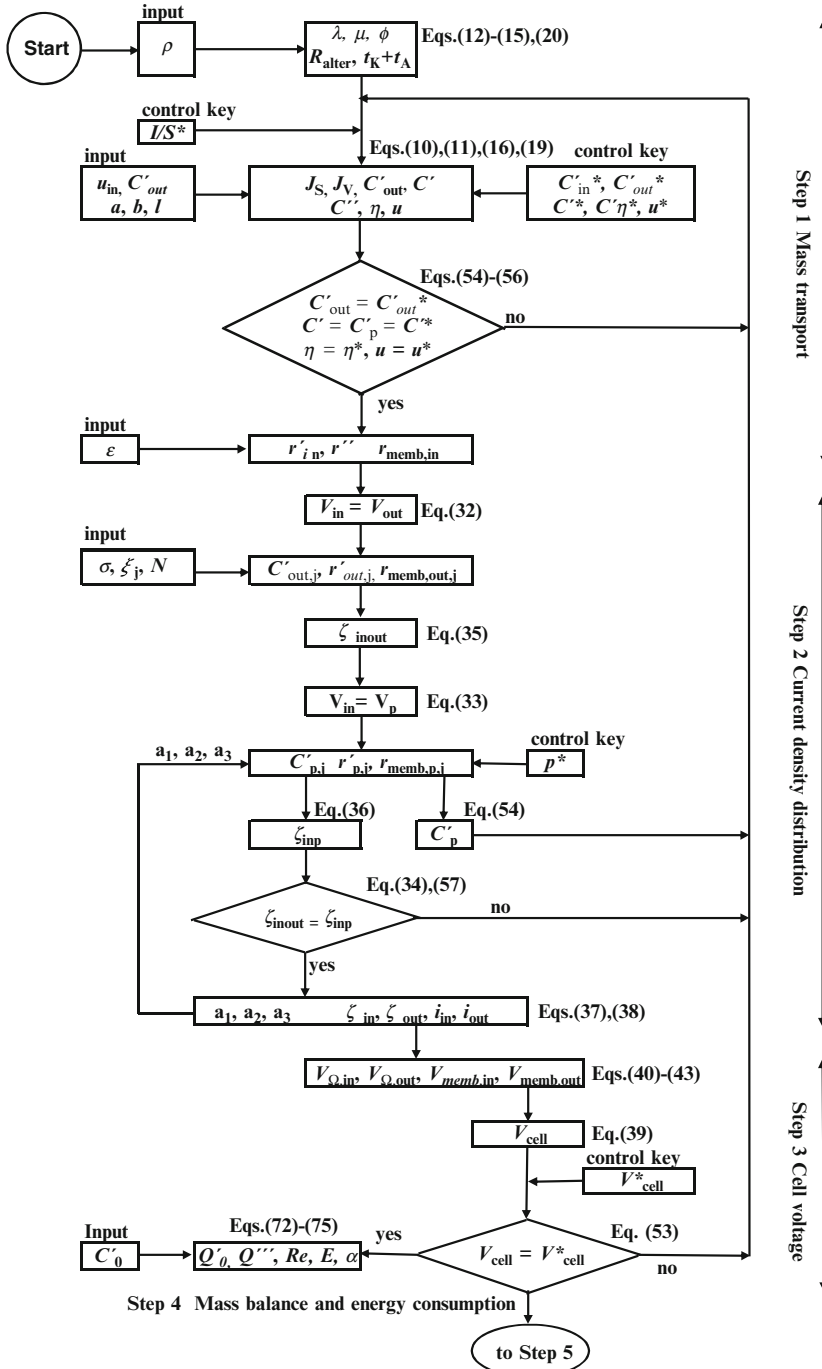 input
Start
ρ
λ, μ, ϕ
R_alter, t_K+t_A
Eqs.(12)-(15),(20)
control key
I/S*
Eqs.(10),(11),(16),(19)
input
u_in, C′_out
a, b, l
J_S, J_V, C′_out, C′
C′′, η, u
control key
C′_in*, C′_out*
C′*, C′η*, u*
Step 1 Mass transport
Eqs.(54)-(56)
C′_out = C′_out*
C′ = C′_p = C′*
η = η*, u = u*
no
yes
input
ε
r′_in, r′′ r_memb,in
V_in = V_out
Eq.(32)
input
σ, ξ_j, N
C′_out,j, r′_out,j, r_memb,out,j
ζ_inout
Eq.(35)
V_in = V_p
Eq.(33)
Step 2 Current density distribution
a_1, a_2, a_3
C′_p,j r′_p,j, r_memb,p,j
control key
p*
Eq.(36)
Eq.(54)
ζ_inp
C′_p
Eq.(34),(57)
ζ_inout = ζ_inp
no
yes
a_1, a_2, a_3 ζ_in, ζ_out, i_in, i_out
Eqs.(37),(38)
V_Ω,in, V_Ω,out, V_memb,in, V_memb,out
Eqs.(40)-(43)
V_cell
Eq.(39)
control key
V*_cell
Step 3 Cell voltage
Input
C′_0
Eqs.(72)-(75)
Q′_0, Q′′′, Re, E, α
yes
V_cell = V*_cell
Eq. (53)
no
Step 4 Mass balance and energy consumption
to Step 5